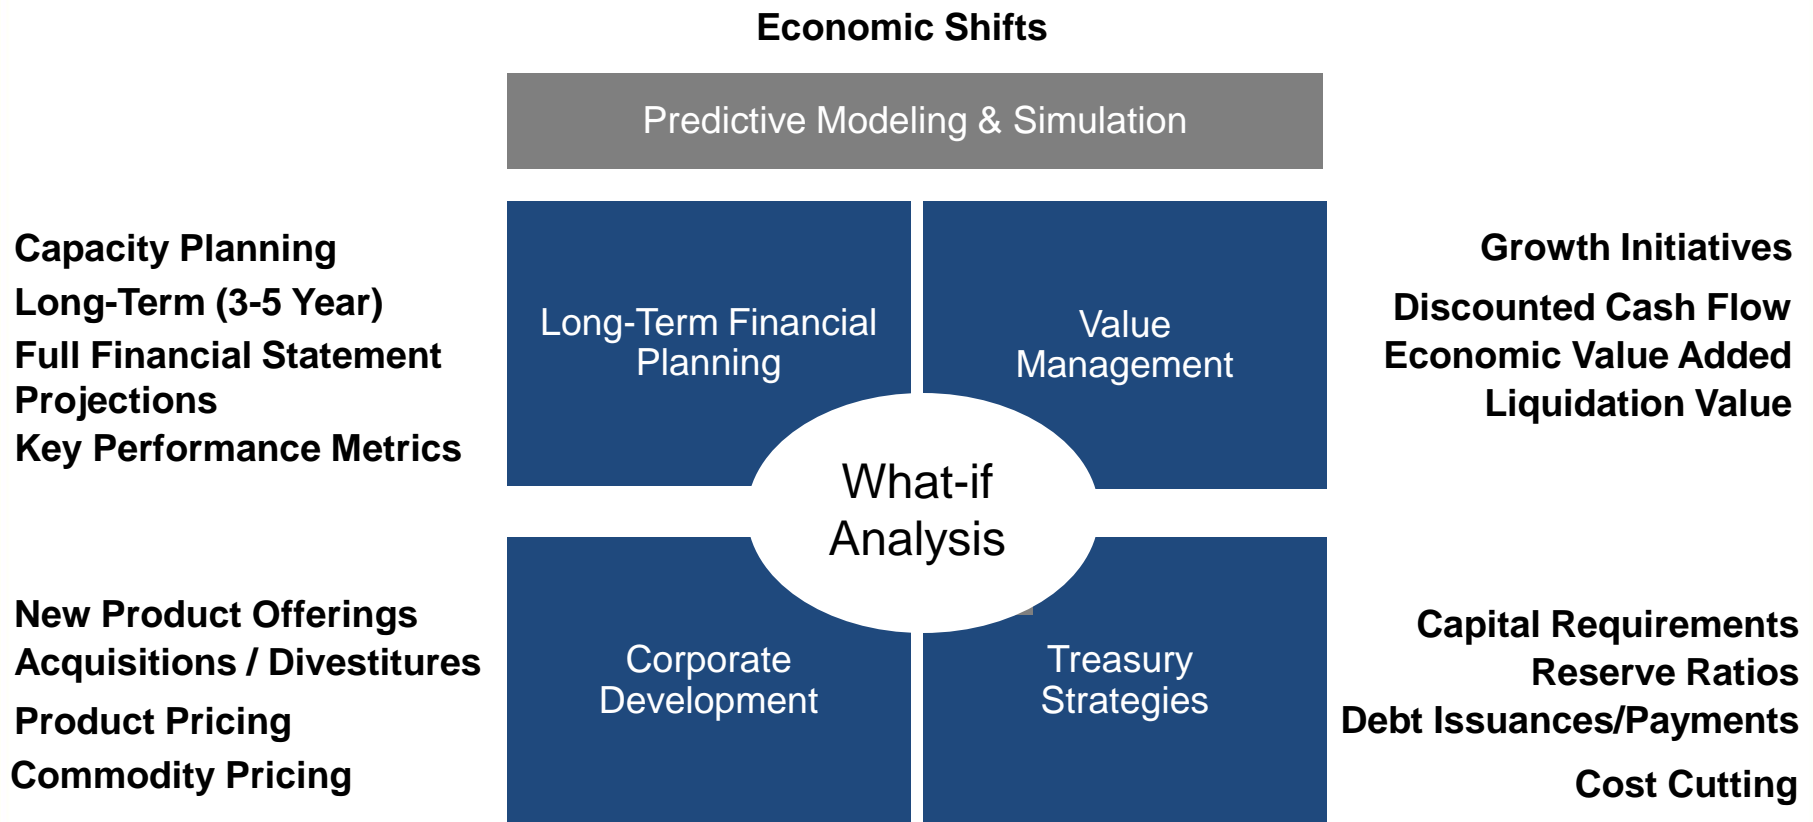 Economic Shifts
Predictive Modeling & Simulation
Capacity Planning
Long-Term (3-5 Year)
Full Financial Statement
Projections
Key Performance Metrics
Long-Term Financial
Planning
Value
Management
Growth Initiatives
Discounted Cash Flow
Economic Value Added
Liquidation Value
What-if
Analysis
New Product Offerings
Acquisitions / Divestitures
Product Pricing
Commodity Pricing
Corporate
Development
Treasury
Strategies
Capital Requirements
Reserve Ratios
Debt Issuances/Payments
Cost Cutting